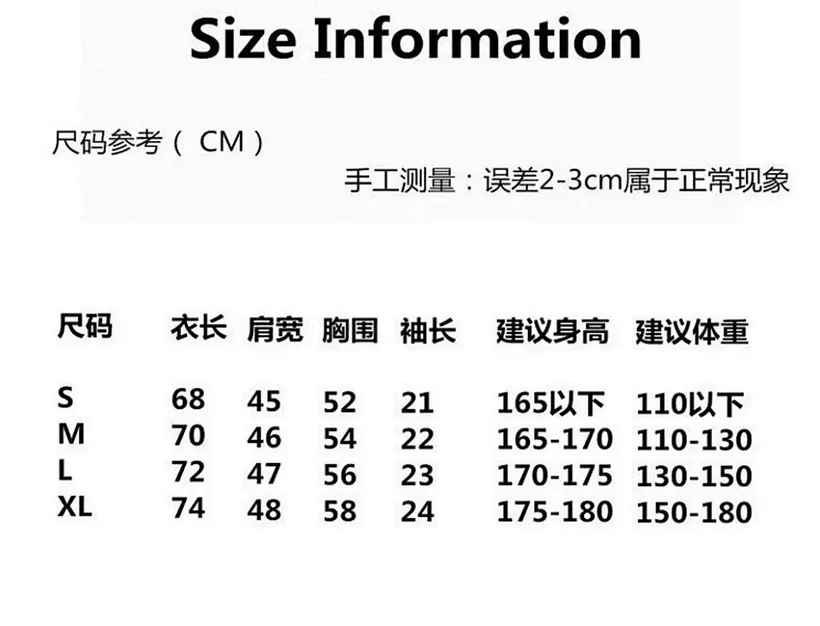 Size Information
尺码参考（ CM ）
手工测量：误差2-3cm属于正常现象
尺码 衣长 肩宽 胸围 袖长 建议身高 建议体重
S 68 45 52 21 165以下 110以下
M 70 46 54 22 165-170 110-130
L 72 47 56 23 170-175 130-150
XL 74 48 58 24 175-180 150-180